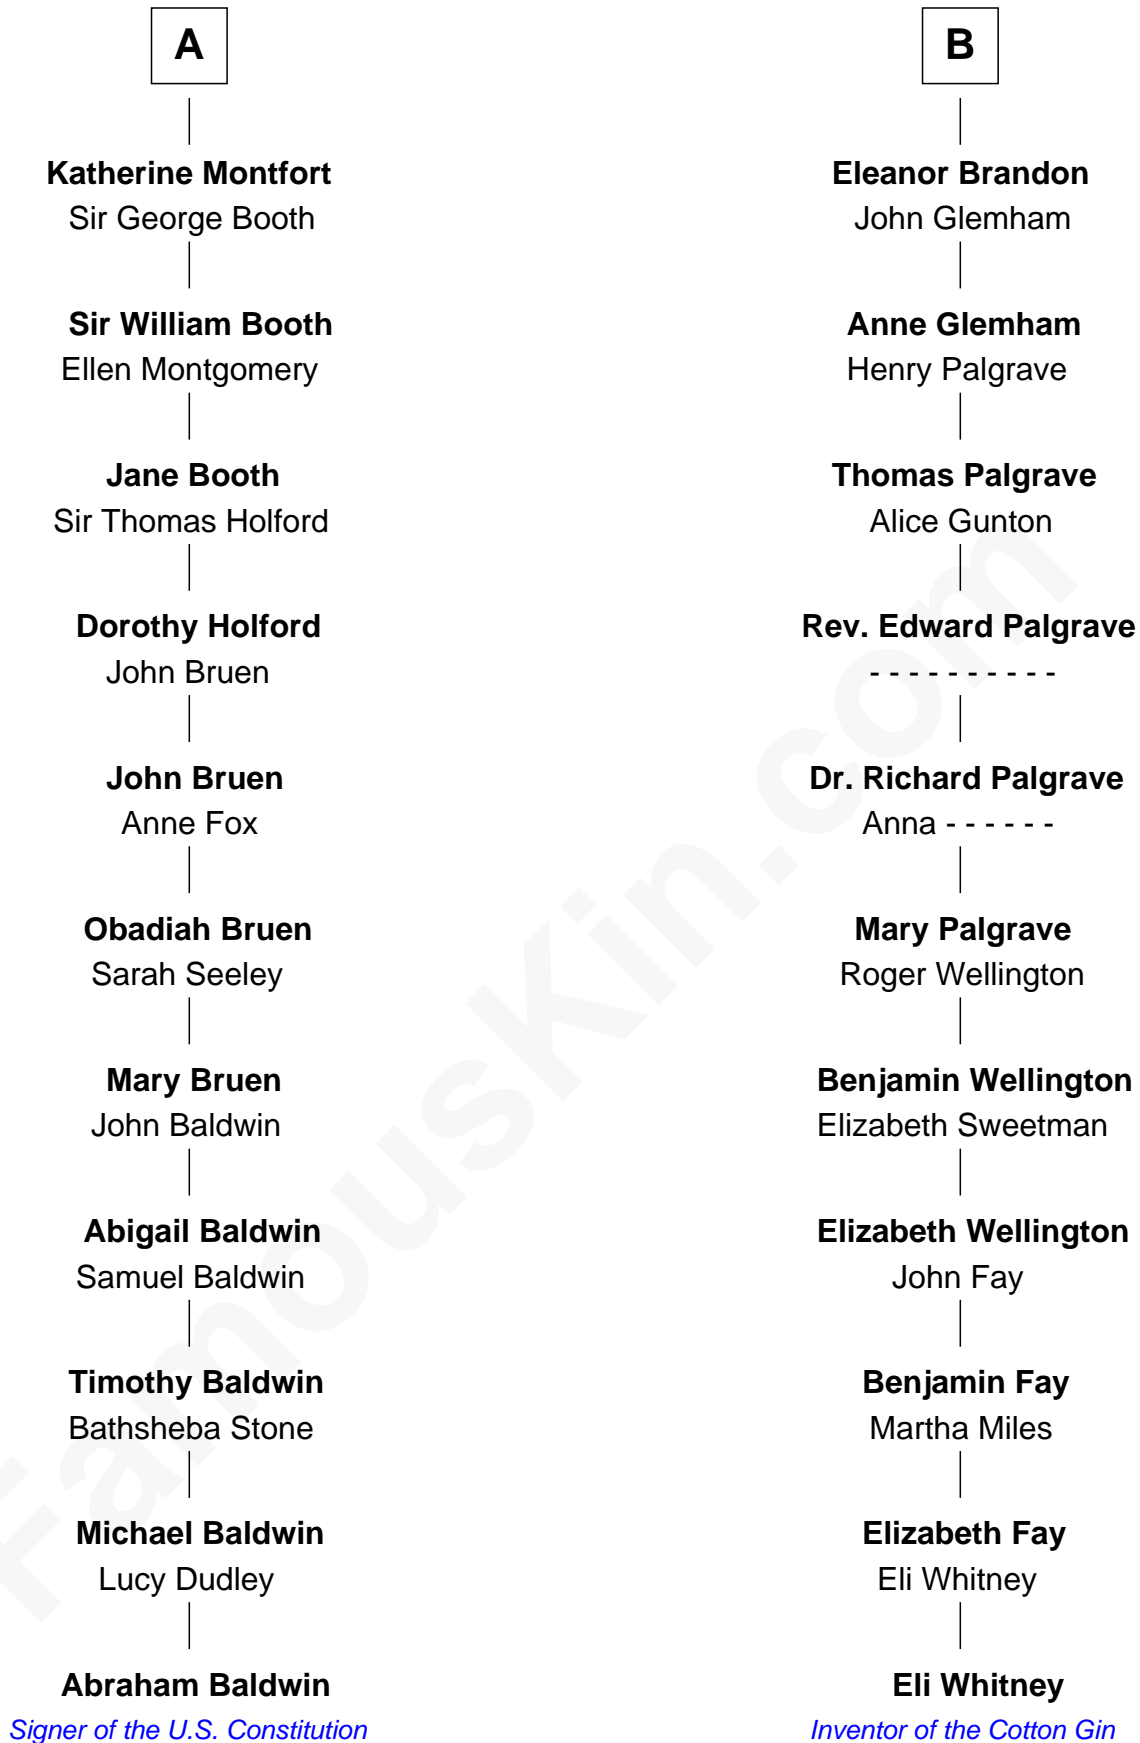 A
Katherine Montfort
Sir George Booth
Sir William Booth
Ellen Montgomery
Jane Booth
Sir Thomas Holford
Dorothy Holford
John Bruen
John Bruen
Anne Fox
Obadiah Bruen
Sarah Seeley
Mary Bruen
John Baldwin
Abigail Baldwin
Samuel Baldwin
Timothy Baldwin
Bathsheba Stone
Michael Baldwin
Lucy Dudley
Abraham Baldwin
Signer of the U.S. Constitution
B
Eleanor Brandon
John Glemham
Anne Glemham
Henry Palgrave
Thomas Palgrave
Alice Gunton
Rev. Edward Palgrave
- - - - - - - - - -
Dr. Richard Palgrave
Anna - - - - - -
Mary Palgrave
Roger Wellington
Benjamin Wellington
Elizabeth Sweetman
Elizabeth Wellington
John Fay
Benjamin Fay
Martha Miles
Elizabeth Fay
Eli Whitney
Eli Whitney
Inventor of the Cotton Gin
FamousKin.com